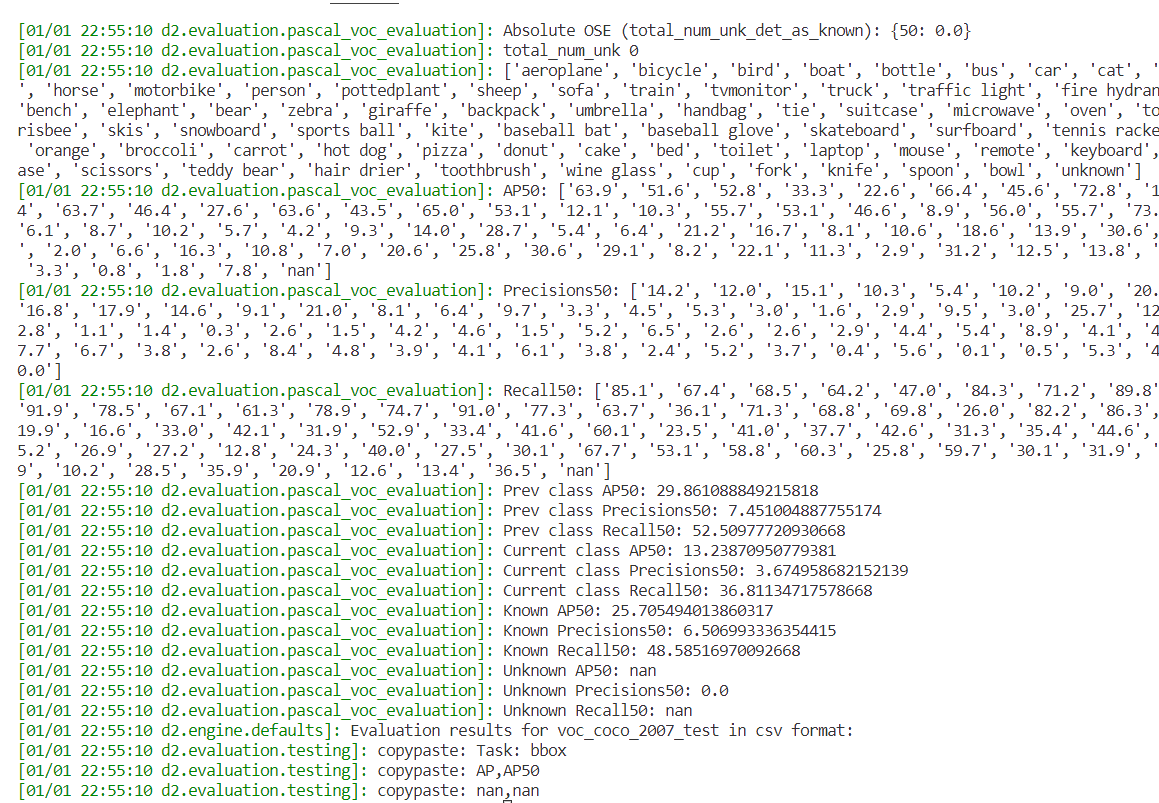 [01/01 22:55:10 d2.evaluation.pascal_voc_evaluation]: Absolute OSE (total_num_unk_det_as_known): {50: 0.0}
[01/01 22:55:10 d2.evaluation.pascal_voc_evaluation]: total_num_unk 0
[01/01 22:55:10 d2.evaluation.pascal_voc_evaluation]: ['aeroplane', 'bicycle', 'bird', 'boat', 'bottle', 'bus', 'car', 'cat', '
', 'horse', 'motorbike', 'person', 'pottedplant', 'sheep', 'sofa', 'train', 'tvmonitor', 'truck', 'traffic light', 'fire hydran
'bench', 'elephant', 'bear', 'zebra', 'giraffe', 'backpack', 'umbrella', 'handbag', 'tie', 'suitcase', 'microwave', 'oven', 'to
risbee', 'skis', 'snowboard', 'sports ball', 'kite', 'baseball bat', 'baseball glove', 'skateboard', 'surfboard', 'tennis racke
'orange', 'broccoli', 'carrot', 'hot dog', 'pizza', 'donut', 'cake', 'bed', 'toilet', 'laptop', 'mouse', 'remote', 'keyboard',
ase', 'scissors', 'teddy bear', 'hair drier', 'toothbrush', 'wine glass', 'cup', 'fork', 'knife', 'spoon', 'bowl', 'unknown']
[01/01 22:55:10 d2.evaluation.pascal_voc_evaluation]: AP50: ['63.9', '51.6', '52.8', '33.3', '22.6', '66.4', '45.6', '72.8', '1
4', '63.7', '46.4', '27.6', '63.6', '43.5', '65.0', '53.1', '12.1', '10.3', '55.7', '53.1', '46.6', '8.9', '56.0', '55.7', '73.
'6.1', '8.7', '10.2', '5.7', '4.2', '9.3', '14.0', '28.7', '5.4', '6.4', '21.2', '16.7', '8.1', '10.6', '18.6', '13.9', '30.6',
, '2.0', '6.6', '16.3', '10.8', '7.0', '20.6', '25.8', '30.6', '29.1', '8.2', '22.1', '11.3', '2.9', '31.2', '12.5', '13.8', '
'3.3', '0.8', '1.8', '7.8', 'nan']
[01/01 22:55:10 d2.evaluation.pascal_voc_evaluation]: Precisions50: ['14.2', '12.0', '15.1', '10.3', '5.4', '10.2', '9.0', '20.
'16.8', '17.9', '14.6', '9.1', '21.0', '8.1', '6.4', '9.7', '3.3', '4.5', '5.3', '3.0', '1.6', '2.9', '9.5', '3.0', '25.7', '12
2.8', '1.1', '1.4', '0.3', '2.6', '1.5', '4.2', '4.6', '1.5', '5.2', '6.5', '2.6', '2.6', '2.9', '4.4', '5.4', '8.9', '4.1', '4
7.7', '6.7', '3.8', '2.6', '8.4', '4.8', '3.9', '4.1', '6.1', '3.8', '2.4', '5.2', '3.7', '0.4', '5.6', '0.1', '0.5', '5.3', '4
0.0']
[01/01 22:55:10 d2.evaluation.pascal_voc_evaluation]: Recall50: ['85.1', '67.4', '68.5', '64.2', '47.0', '84.3', '71.2', '89.8'
'91.9', '78.5', '67.1', '61.3', '78.9', '74.7', '91.0', '77.3', '63.7', '36.1', '71.3', '68.8', '69.8', '26.0', '82.2', '86.3',
19.9', '16.6', '33.0', '42.1', '31.9', '52.9', '33.4', '41.6', '60.1', '23.5', '41.0', '37.7', '42.6', '31.3', '35.4', '44.6',
5.2', '26.9', '27.2', '12.8', '24.3', '40.0', '27.5', '30.1', '67.7', '53.1', '58.8', '60.3', '25.8', '59.7', '30.1', '31.9', '
9', '10.2', '28.5', '35.9', '20.9', '12.6', '13.4', '36.5', 'nan']
[01/01 22:55:10 d2.evaluation.pascal_voc_evaluation]: Prev class AP50: 29.861088849215818
[01/01 22:55:10 d2.evaluation.pascal_voc_evaluation]: Prev class Precisions50: 7.451004887755174
[01/01 22:55:10 d2.evaluation.pascal_voc_evaluation]: Prev class Recall50: 52.50977720930668
[01/01 22:55:10 d2.evaluation.pascal_voc_evaluation]: Current class AP50: 13.23870950779381
[01/01 22:55:10 d2.evaluation.pascal_voc_evaluation]: Current class Precisions50: 3.674958682152139
[01/01 22:55:10 d2.evaluation.pascal_voc_evaluation]: Current class Recall50: 36.81134717578668
[01/01 22:55:10 d2.evaluation.pascal_voc_evaluation]: Known AP50: 25.705494013860317
[01/01 22:55:10 d2.evaluation.pascal_voc_evaluation]: Known Precisions50: 6.506993336354415
[01/01 22:55:10 d2.evaluation.pascal_voc_evaluation]: Known Recall50: 48.58516970092668
[01/01 22:55:10 d2.evaluation.pascal_voc_evaluation]: Unknown AP50: nan
[01/01 22:55:10 d2.evaluation.pascal_voc_evaluation]: Unknown Precisions50: 0.0
[01/01 22:55:10 d2.evaluation.pascal_voc_evaluation]: Unknown Recall50: nan
[01/01 22:55:10 d2.engine.defaults]: Evaluation results for voc_coco_2007_test in csv format:
[01/01 22:55:10 d2.evaluation.testing]: copypaste: Task: bbox
[01/01 22:55:10 d2.evaluation.testing]: copypaste: AP,AP50
[01/01 22:55:10 d2.evaluation.testing]: copypaste: nan,nan